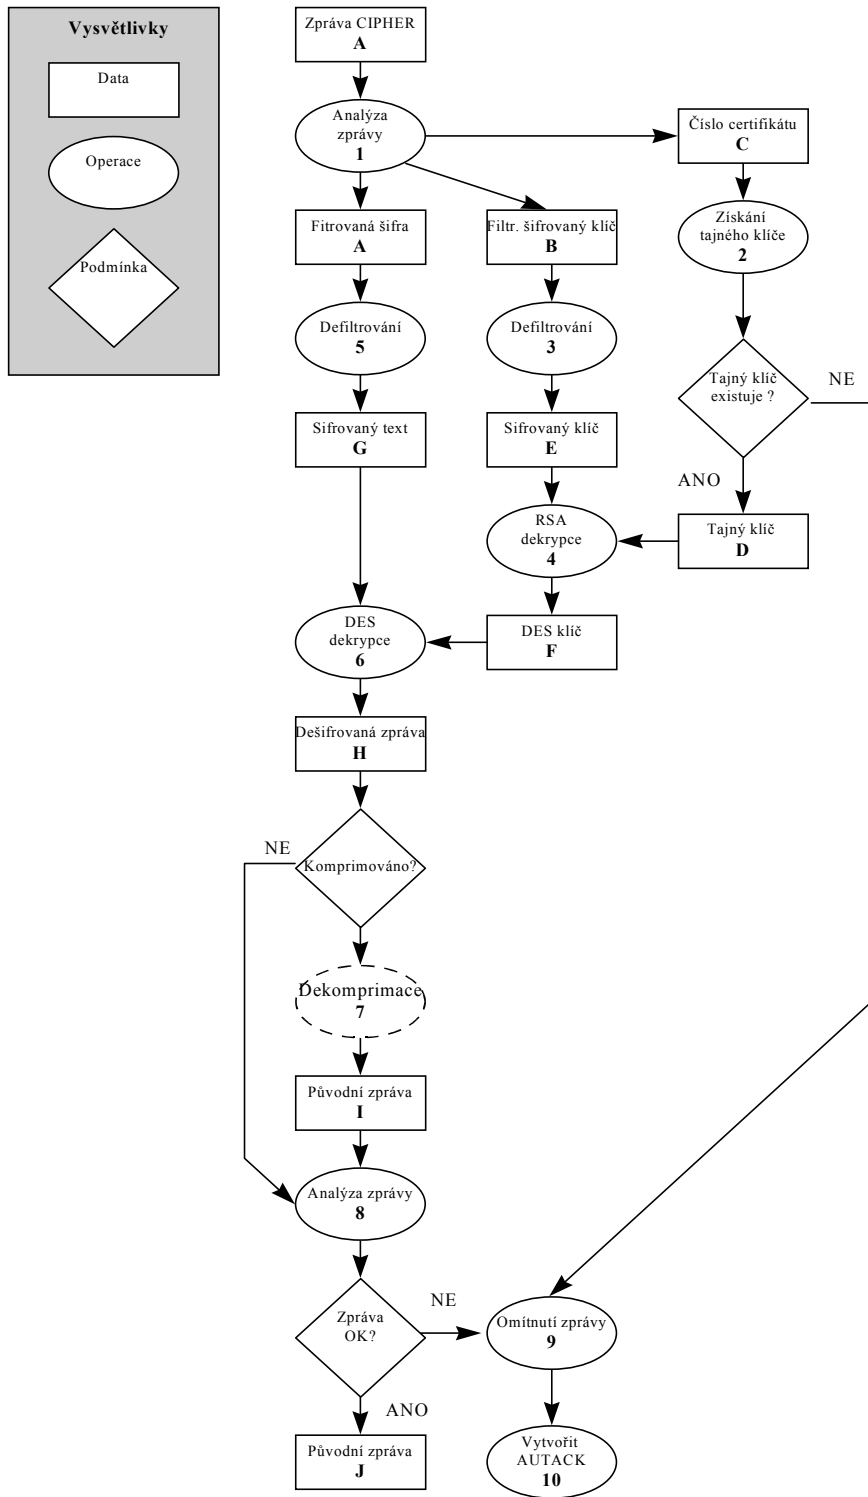 Vysvětlivky
Data
Operace
Podmínka
Zpráva CIPHER
A
Analýza
zprávy
1
Číslo certifikátu
C
Fitrovaná šifra
A
Filtr. šifrovaný klíč
B
Získání
tajného klíče
2
Defiltrování
5
Defiltrování
3
Tajný klíč
existuje ?
NE
Sifrovaný text
G
Sifrovaný klíč
E
ANO
RSA
dekrypce
4
Tajný klíč
D
DES
dekrypce
6
DES klíč
F
Dešifrovaná zpráva
H
NE
Komprimováno?
Dekomprimace
7
Původní zpráva
I
Analýza zprávy
8
Zpráva
OK?
NE
Omítnutí zprávy
9
ANO
Původní zpráva
J
Vytvořit
AUTACK
10